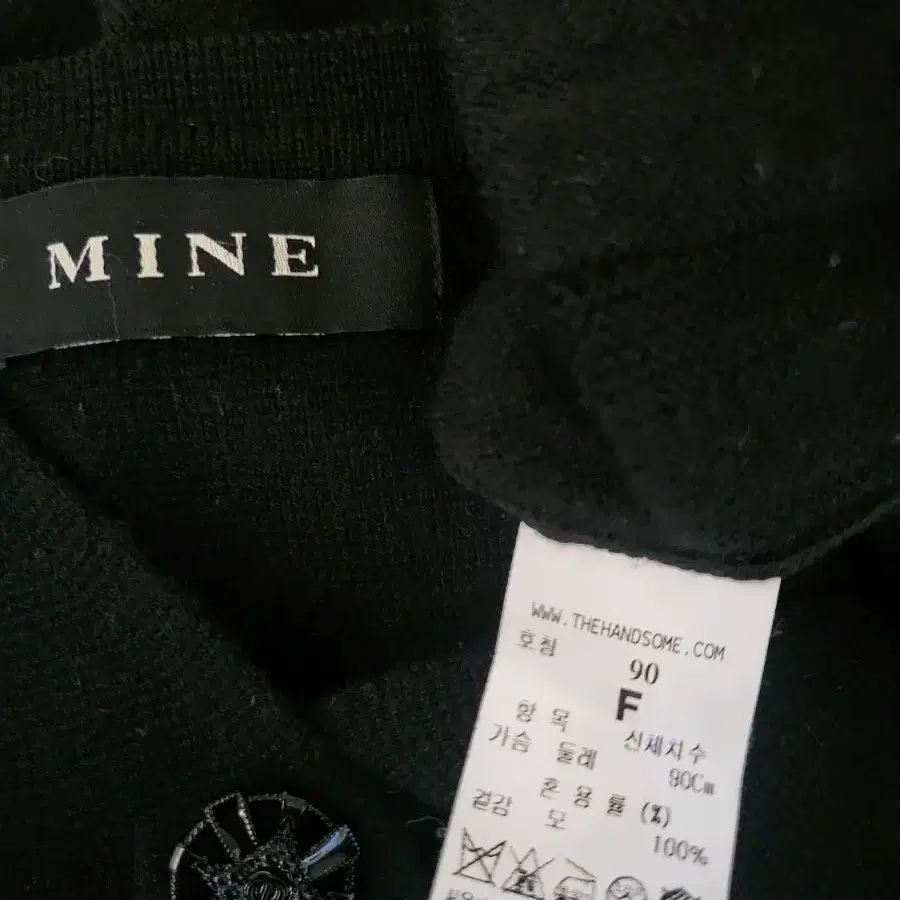 MINE
WWW.THEHANDSOME.COM
호칭 90
F
항 목 신체치수
가슴 둘레 90Cm
혼 용 률 (%)
겉감 모 100%